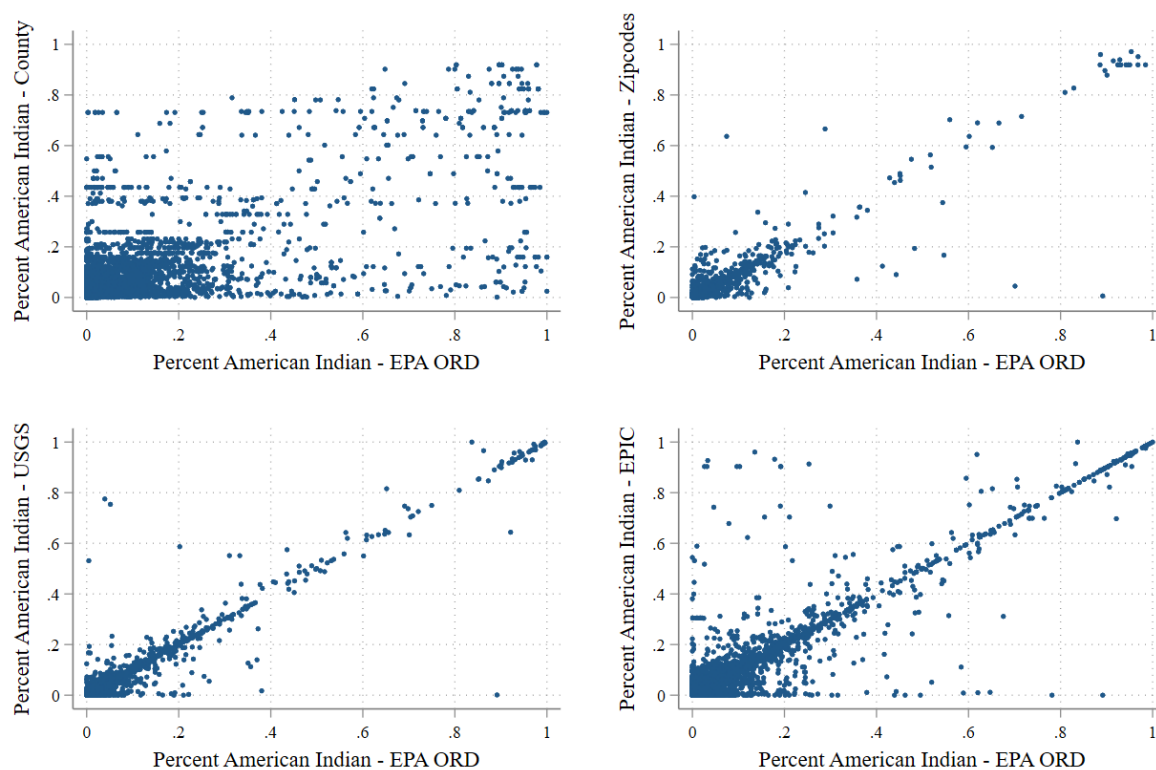 Percent American Indian - County
1
.8
.6
.4
.2
0
0 .2 .4 .6 .8 1
Percent American Indian - EPA ORD
Percent American Indian - Zipcodes
1
.8
.6
.4
.2
0
0 .2 .4 .6 .8 1
Percent American Indian - EPA ORD
Percent American Indian - USGS
1
.8
.6
.4
.2
0
0 .2 .4 .6 .8 1
Percent American Indian - EPA ORD
Percent American Indian - EPIC
1
.8
.6
.4
.2
0
0 .2 .4 .6 .8 1
Percent American Indian - EPA ORD